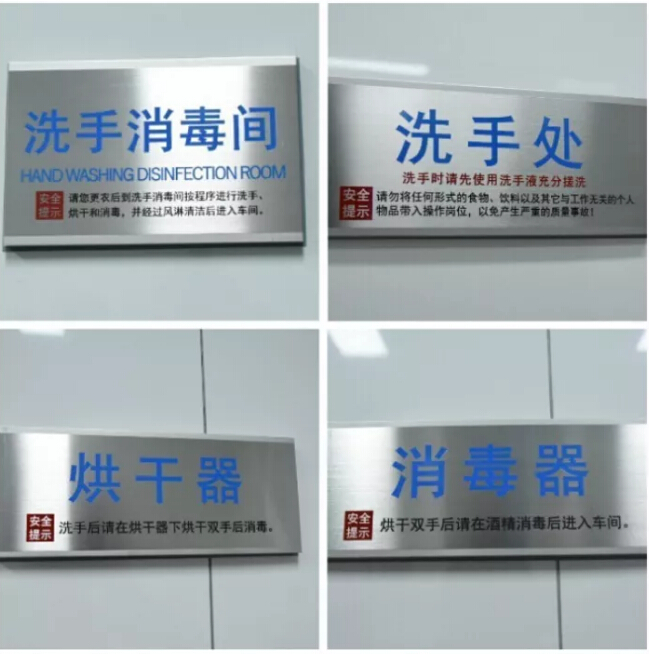 洗手消毒间
HAND WASHING DISINFECTION ROOM
安全
提示
请您更衣后到洗手消毒间按程序进行洗手、
烘干和消毒，并经过风淋清洁后进入车间。
洗手处
洗手时请先使用洗手液充分搓洗
安全
提示
请勿将任何形式的食物、饮料以及其它与工作无关的个人
物品带入操作岗位，以免产生严重的质量事故！
烘干器
安全
提示
洗手后请在烘干器下烘干双手后消毒。
消毒器
安全
提示
烘干双手后请在酒精消毒后进入车间。